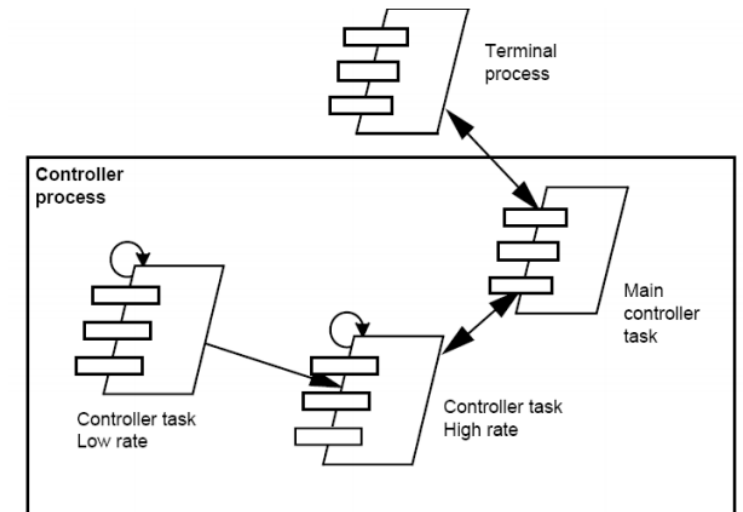 Terminal
process
Controller
process
Main
controller
task
Controller task
Low rate
Controller task
High rate